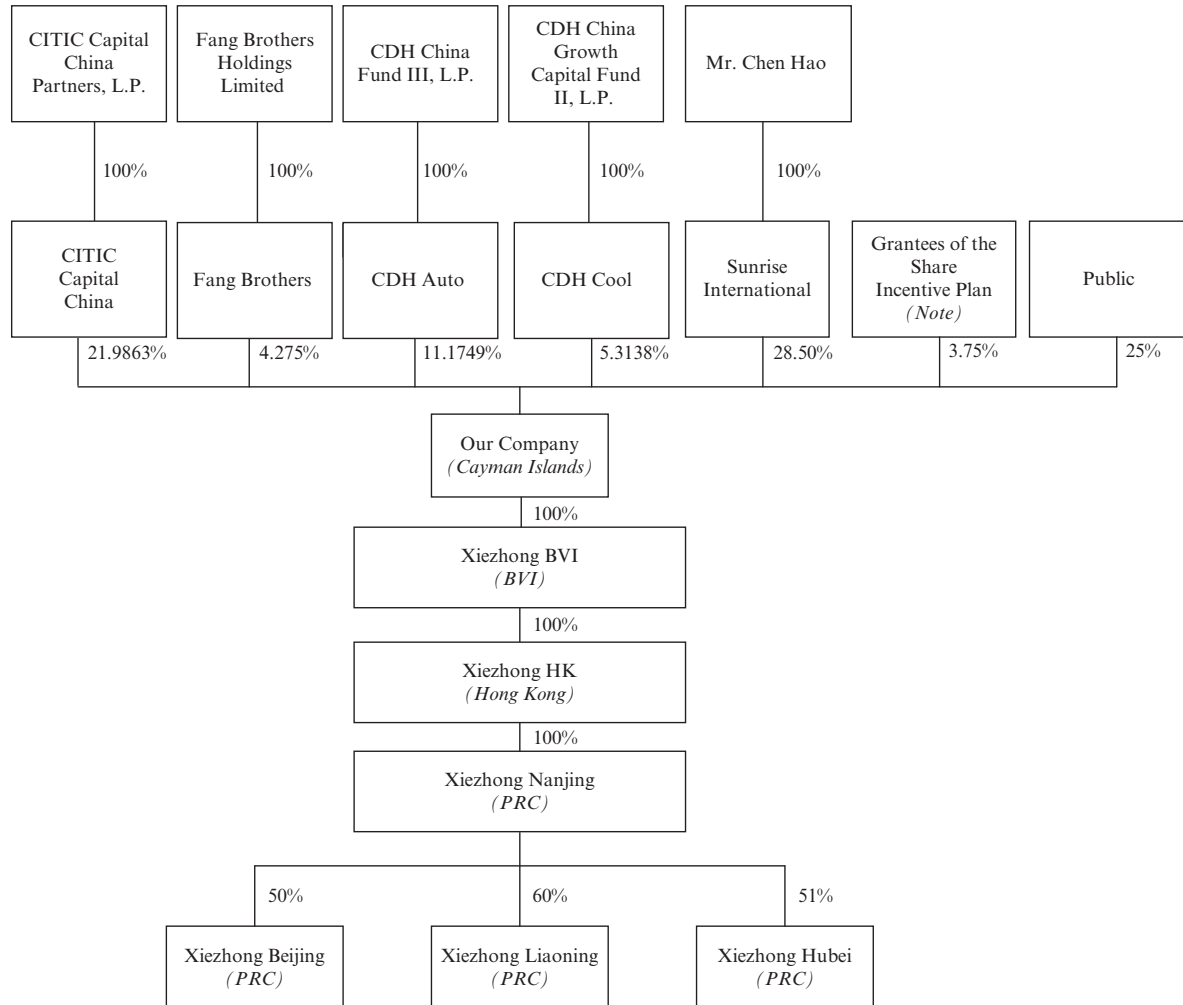 CITIC Capital
China
Partners, L.P.
Fang Brothers
Holdings
Limited
CDH China
Fund III, L.P.
CDH China
Growth
Capital Fund
II, L.P.
Mr. Chen Hao
100%
100%
100%
100%
100%
CITIC
Capital
China
Fang Brothers
CDH Auto
CDH Cool
Sunrise
International
Grantees of the
Share
Incentive Plan
(Note)
Public
21.9863%
4.275%
11.1749%
5.3138%
28.50%
3.75%
25%
Our Company
(Cayman Islands)
100%
Xiezhong BVI
(BVI)
100%
Xiezhong HK
(Hong Kong)
100%
Xiezhong Nanjing
(PRC)
50%
60%
51%
Xiezhong Beijing
(PRC)
Xiezhong Liaoning
(PRC)
Xiezhong Hubei
(PRC)